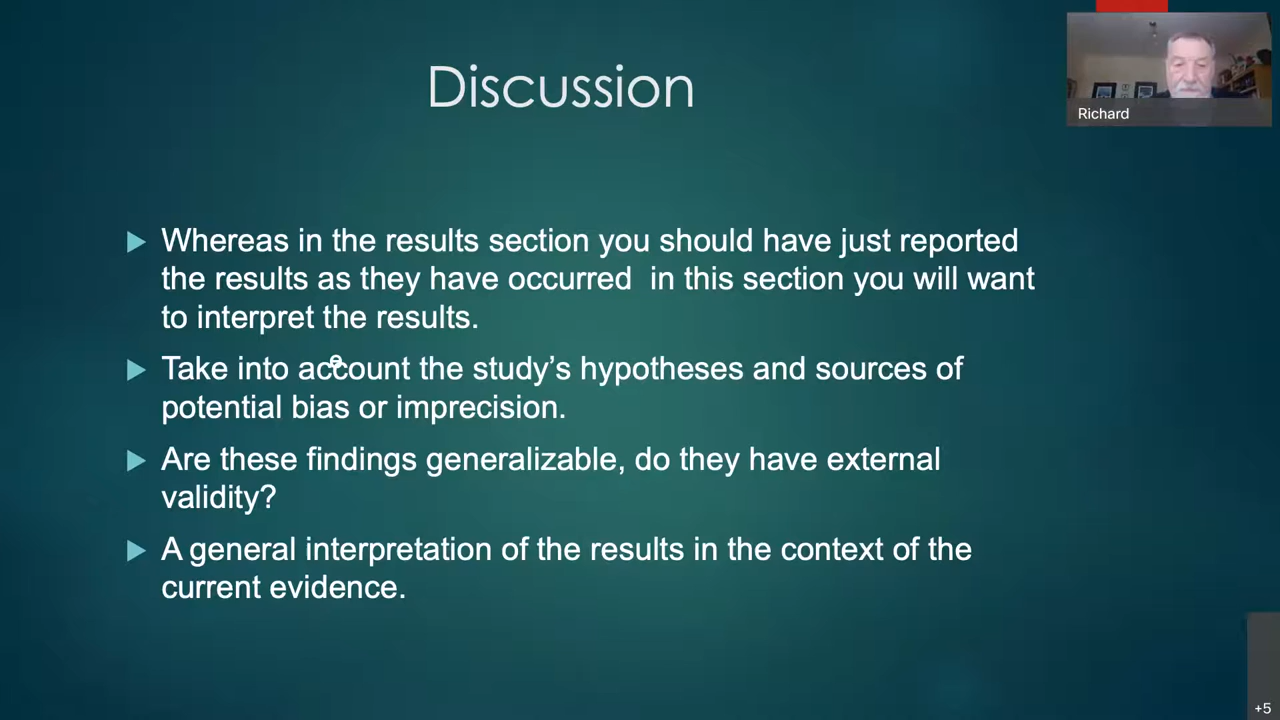 Discussion
Richard
Whereas in the results section you should have just reported
the results as they have occurred  in this section you will want
to interpret the results.
e
Take into account the study’s hypotheses and sources of
potential bias or imprecision.
Are these findings generalizable, do they have external
validity?
A general interpretation of the results in the context of the
current evidence.
+5